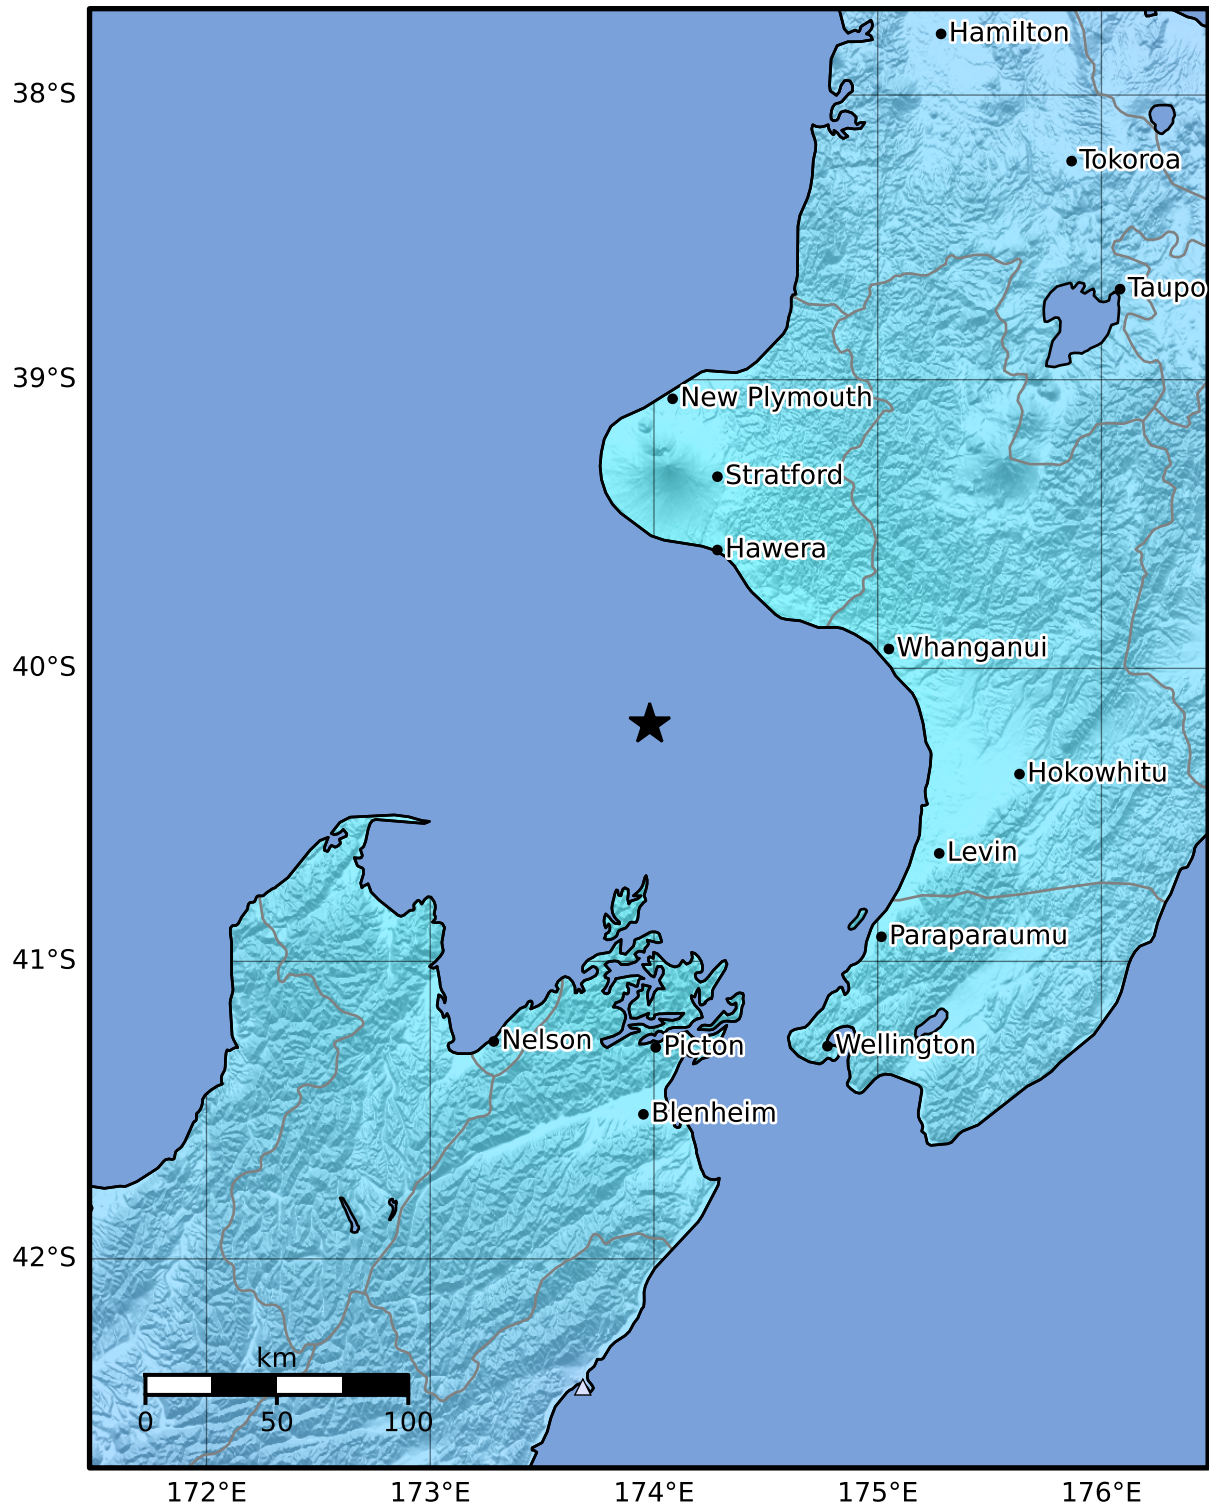 Hamilton
38°S
Tokoroa
Taupo
39°S
New Plymouth
Stratford
Hawera
Whanganui
40°S
Hokowhitu
Levin
Paraparaumu
41°S
Nelson
Picton
Wellington
Blenheim
42°S
km
0 50 100
172°E 173°E 174°E 175°E 176°E